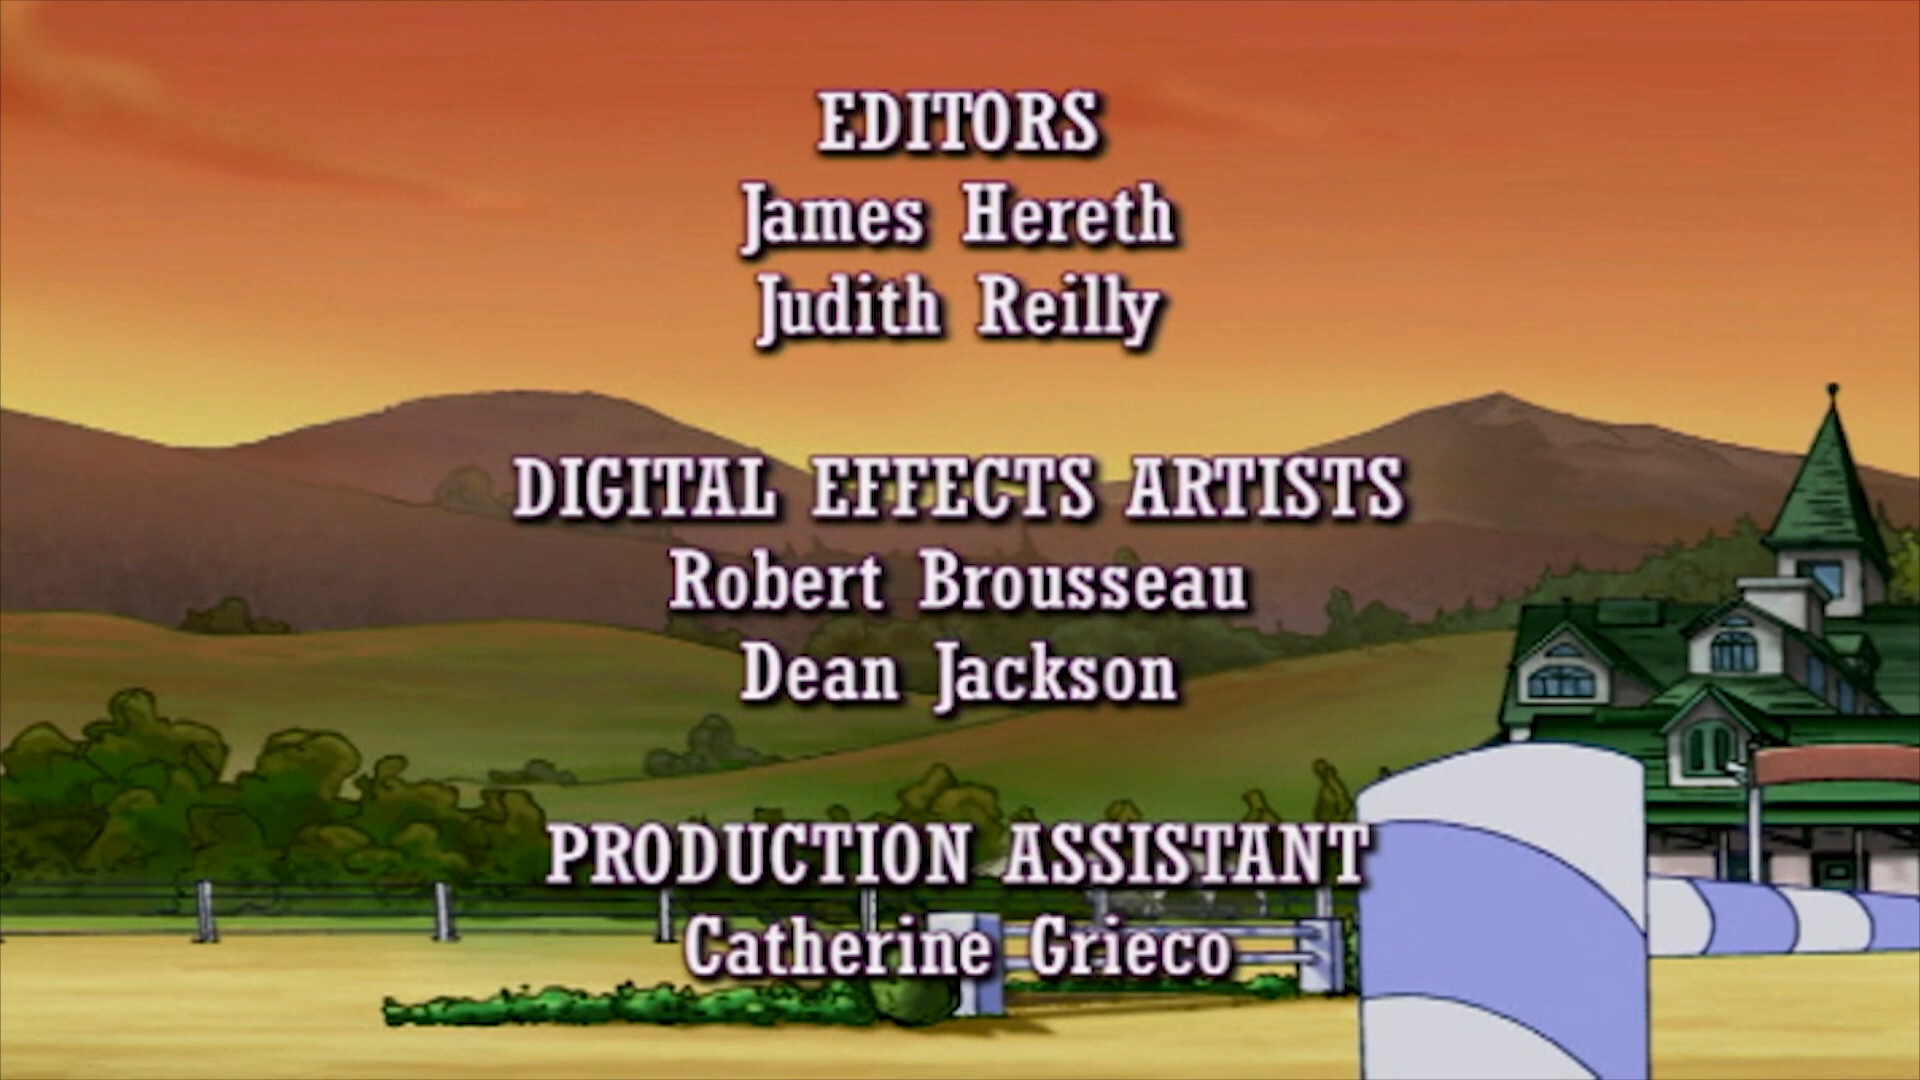 EDITORS
James Hereth
Judith Reilly
DIGITAL EFFECTS ARTISTS
Robert Brousseau
Dean Jackson
PRODUCTION ASSISTANT
Catherine Grieco